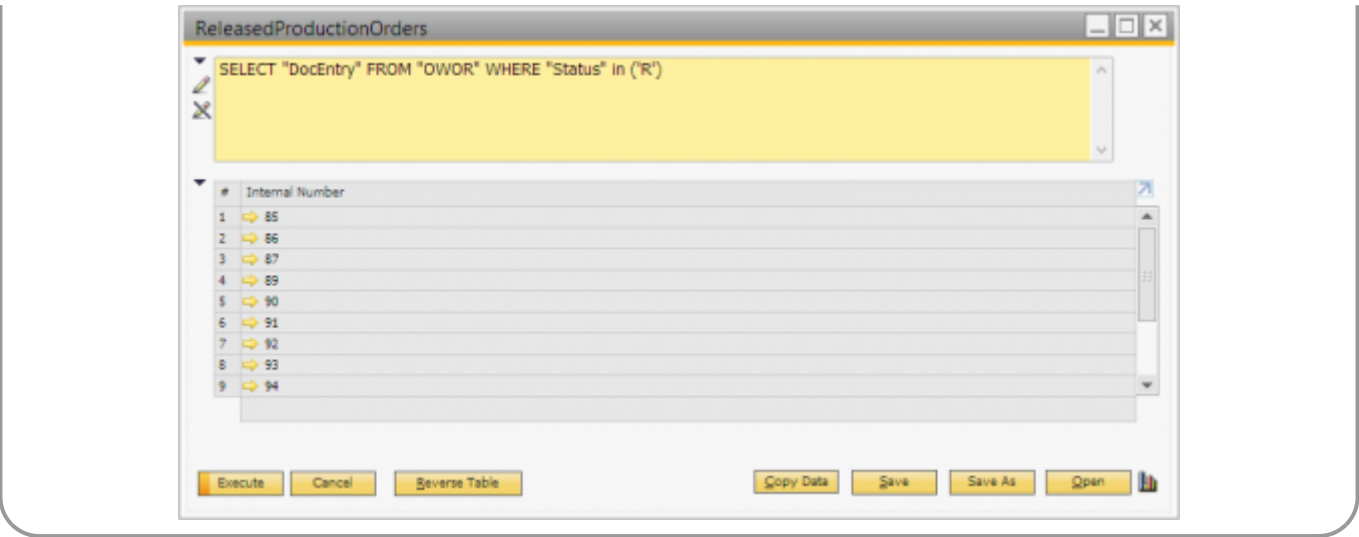 ReleasedProductionOrders
SELECT "DocEntry" FROM "OWOR" WHERE "Status" in ('R')
# Internal Number
1 85
2 86
3 87
4 89
5 90
6 91
7 92
8 93
9 94
Execute Cancel Reverse Table Copy Data Save Save As Open